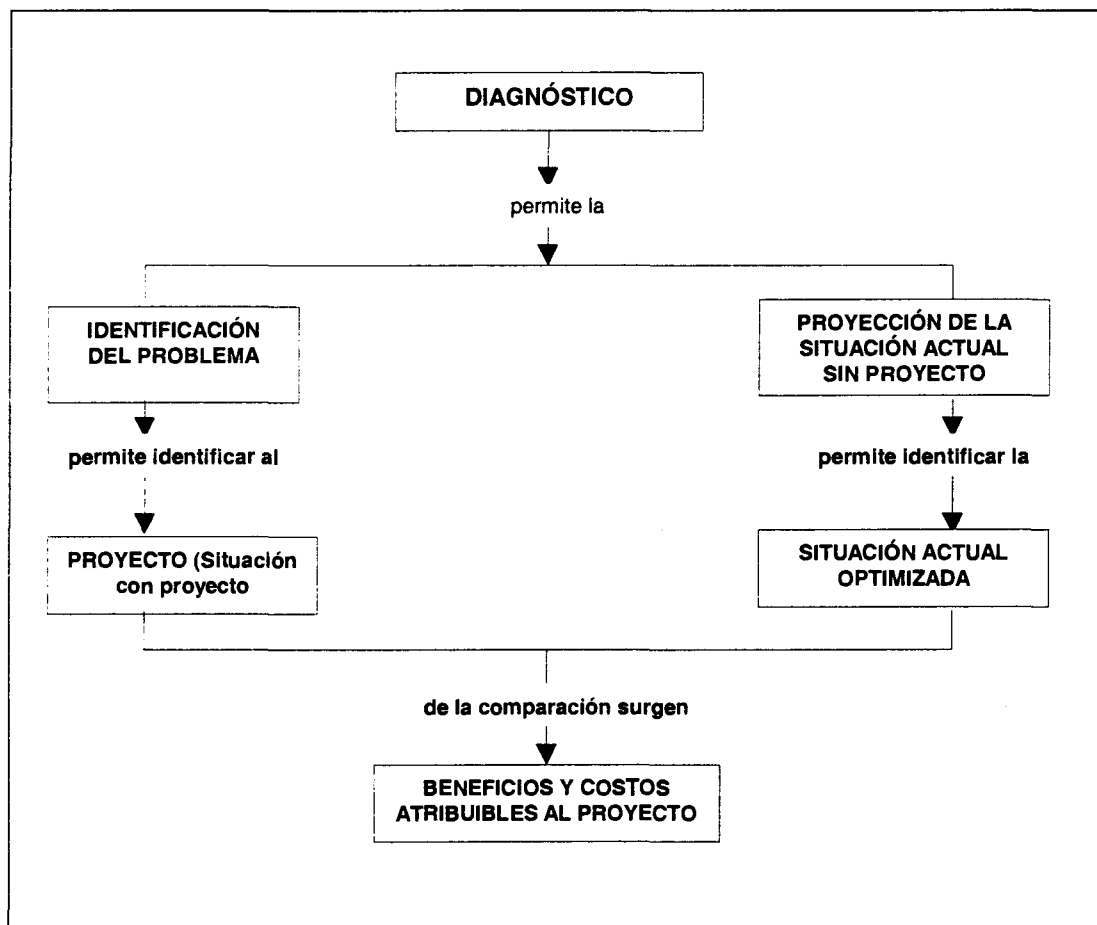 DIAGNÓSTICO
permite la
IDENTIFICACIÓN
DEL PROBLEMA
PROYECCIÓN DE LA
SITUACIÓN ACTUAL
SIN PROYECTO
permite identificar al
permite identificar la
PROYECTO (Situación
con proyecto
SITUACIÓN ACTUAL
OPTIMIZADA
de la comparación surgen
BENEFICIOS Y COSTOS
ATRIBUIBLES AL PROYECTO